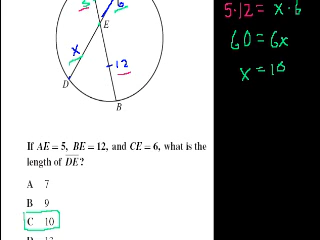 5·12 = x·6
5
6
E
60 = 6x
x
12
x = 10
D
B
If AE = 5, BE = 12, and CE = 6, what is the
length of DE?
A 7
B 9
C 10